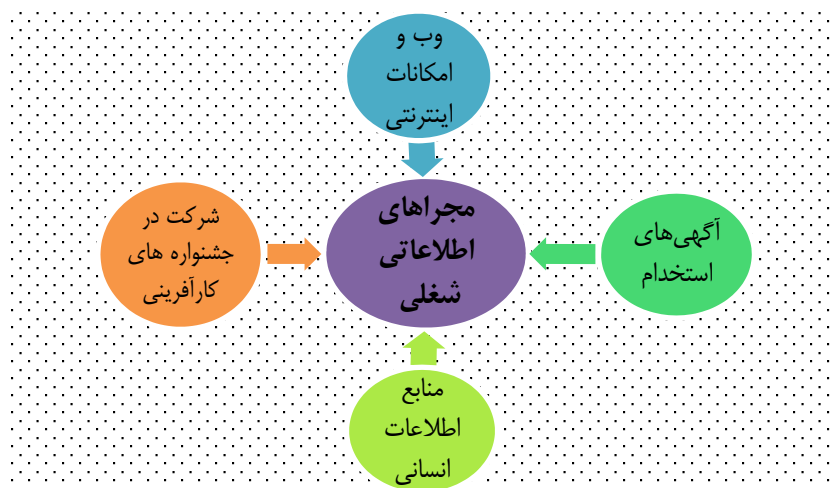 وب و
امکانات
اینترنتی
مجراهای
اطلاعاتی
شغلی
آگهی‌های
استخدام
شرکت در
جشنواره های
کارآفرینی
منابع
اطلاعات
انسانی